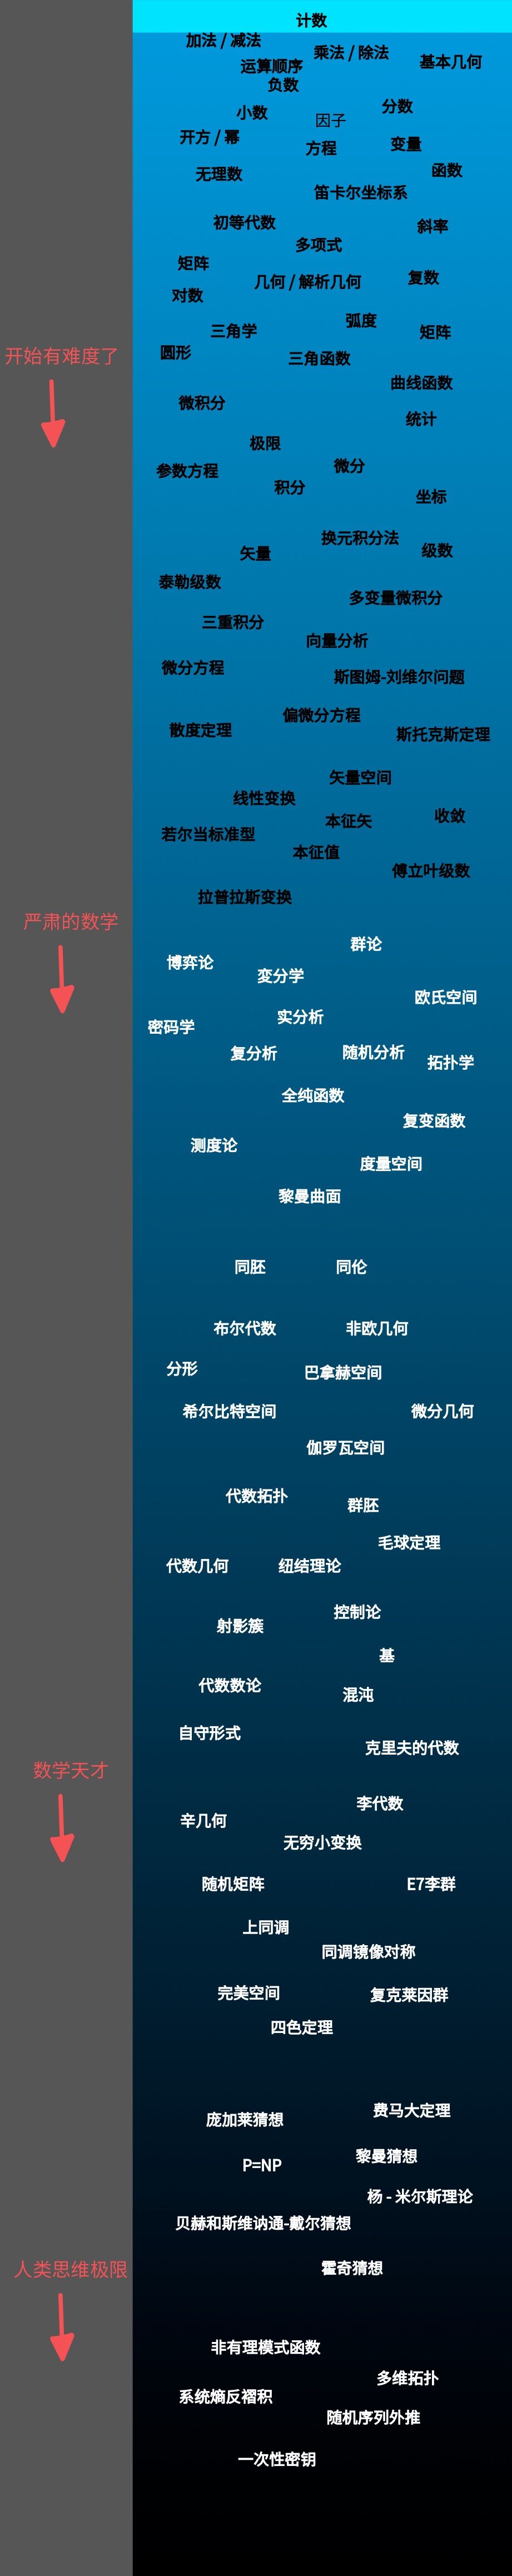 计数
加法 / 减法
乘法 / 除法
基本几何
运算顺序
负数
分数
小数
因子
开方 / 幂
变量
方程
函数
无理数
笛卡尔坐标系
初等代数
斜率
多项式
矩阵
复数
几何 / 解析几何
对数
弧度
三角学
矩阵
圆形
开始有难度了
三角函数
曲线函数
微积分
统计
极限
微分
参数方程
积分
坐标
换元积分法
级数
矢量
泰勒级数
多变量微积分
三重积分
向量分析
微分方程
斯图姆-刘维尔问题
偏微分方程
散度定理
斯托克斯定理
矢量空间
线性变换
收敛
本征矢
若尔当标准型
本征值
傅立叶级数
拉普拉斯变换
严肃的数学
群论
博弈论
变分学
欧氏空间
实分析
密码学
随机分析
复分析
拓扑学
全纯函数
复变函数
测度论
度量空间
黎曼曲面
同胚
同伦
布尔代数
非欧几何
分形
巴拿赫空间
希尔比特空间
微分几何
伽罗瓦空间
代数拓扑
群胚
毛球定理
代数几何
纽结理论
控制论
射影簇
基
代数数论
混沌
自守形式
克里夫的代数
数学天才
李代数
辛几何
无穷小变换
随机矩阵
E7李群
上同调
同调镜像对称
完美空间
复克莱因群
四色定理
费马大定理
庞加莱猜想
黎曼猜想
P=NP
杨 - 米尔斯理论
贝赫和斯维讷通-戴尔猜想
霍奇猜想
人类思维极限
非有理模式函数
多维拓扑
系统熵反褶积
随机序列外推
一次性密钥